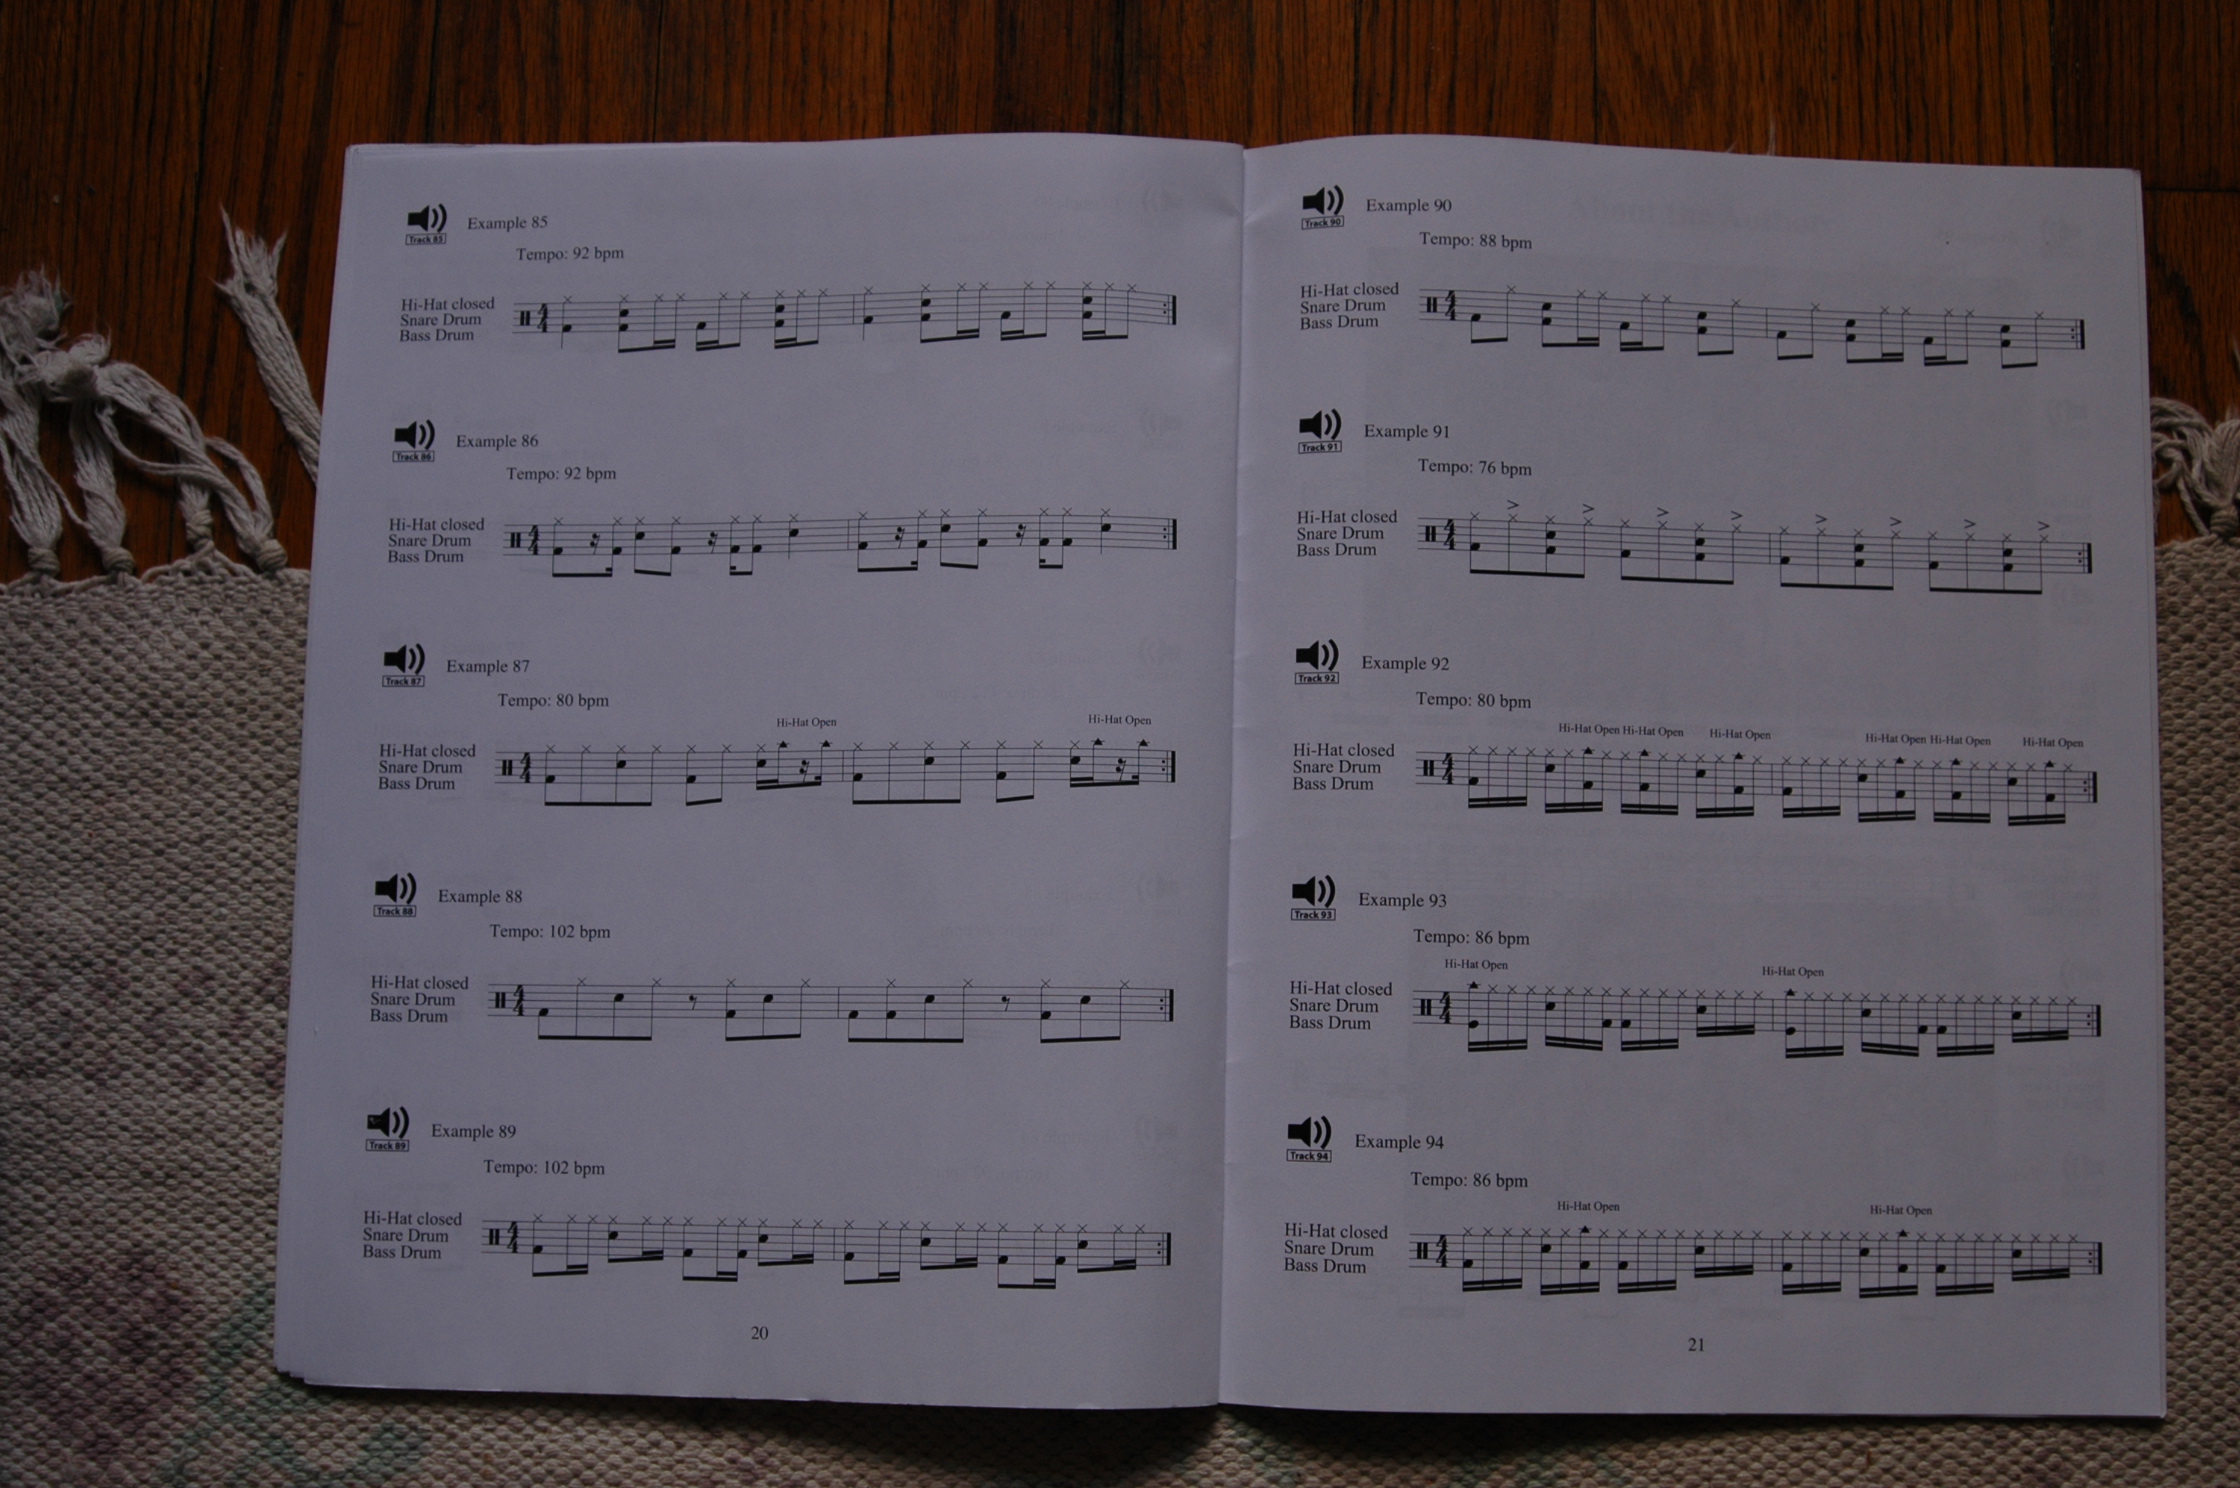 Example 85
Track 85
Tempo: 92 bpm
Hi-Hat closed
Snare Drum
Bass Drum
4
4
Example 86
Track 86
Tempo: 92 bpm
Hi-Hat closed
Snare Drum
Bass Drum
4
4
Example 87
Track 87
Tempo: 80 bpm
Hi-Hat Open Hi-Hat Open
Hi-Hat closed
Snare Drum
Bass Drum
4
4
Example 88
Track 88
Tempo: 102 bpm
Hi-Hat closed
Snare Drum
Bass Drum
4
4
Example 89
Track 89
Tempo: 102 bpm
Hi-Hat closed
Snare Drum
Bass Drum
4
4
20
Example 90
Track 90
Tempo: 88 bpm
Hi-Hat closed
Snare Drum
Bass Drum
4
4
Example 91
Track 91
Tempo: 76 bpm
Hi-Hat closed
Snare Drum
Bass Drum
4
4
Example 92
Track 92
Tempo: 80 bpm
Hi-Hat Open Hi-Hat Open Hi-Hat Open Hi-Hat Open Hi-Hat Open Hi-Hat Open
Hi-Hat closed
Snare Drum
Bass Drum
4
4
Example 93
Track 93
Tempo: 86 bpm
Hi-Hat Open Hi-Hat Open
Hi-Hat closed
Snare Drum
Bass Drum
4
4
Example 94
Track 94
Tempo: 86 bpm
Hi-Hat Open Hi-Hat Open
Hi-Hat closed
Snare Drum
Bass Drum
4
4
21